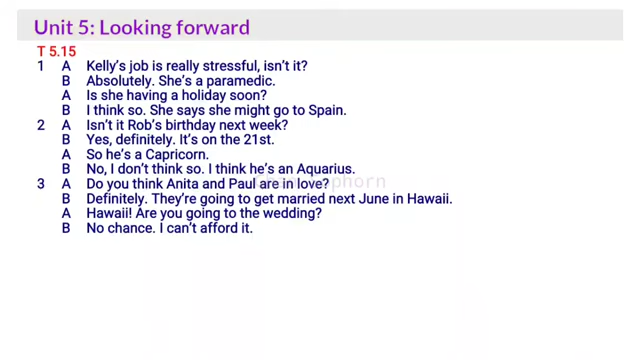 Unit 5: Looking forward
T 5.15
1 A Kelly's job is really stressful, isn't it?
B Absolutely. She's a paramedic.
A Is she having a holiday soon?
B I think so. She says she might go to Spain.
2 A Isn't it Rob's birthday next week?
B Yes, definitely. It's on the 21st.
A So he's a Capricorn.
B No, I don't think so. I think he's an Aquarius.
3 A Do you think Anita and Paul are in love?
B Definitely. They're going to get married next June in Hawaii.
A Hawaii! Are you going to the wedding?
B No chance. I can't afford it.